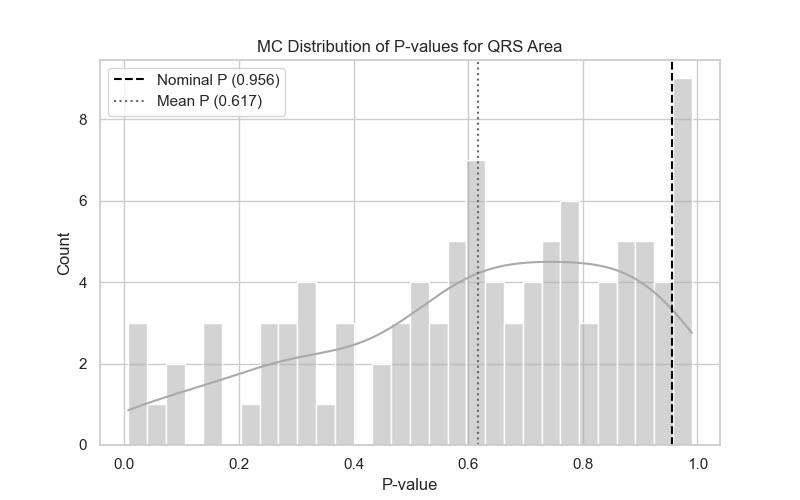 MC Distribution of P-values for QRS Area
Nominal P (0.956)
Mean P (0.617)
8
6
4
2
0
Count
0.0 0.2 0.4 0.6 0.8 1.0
P-value